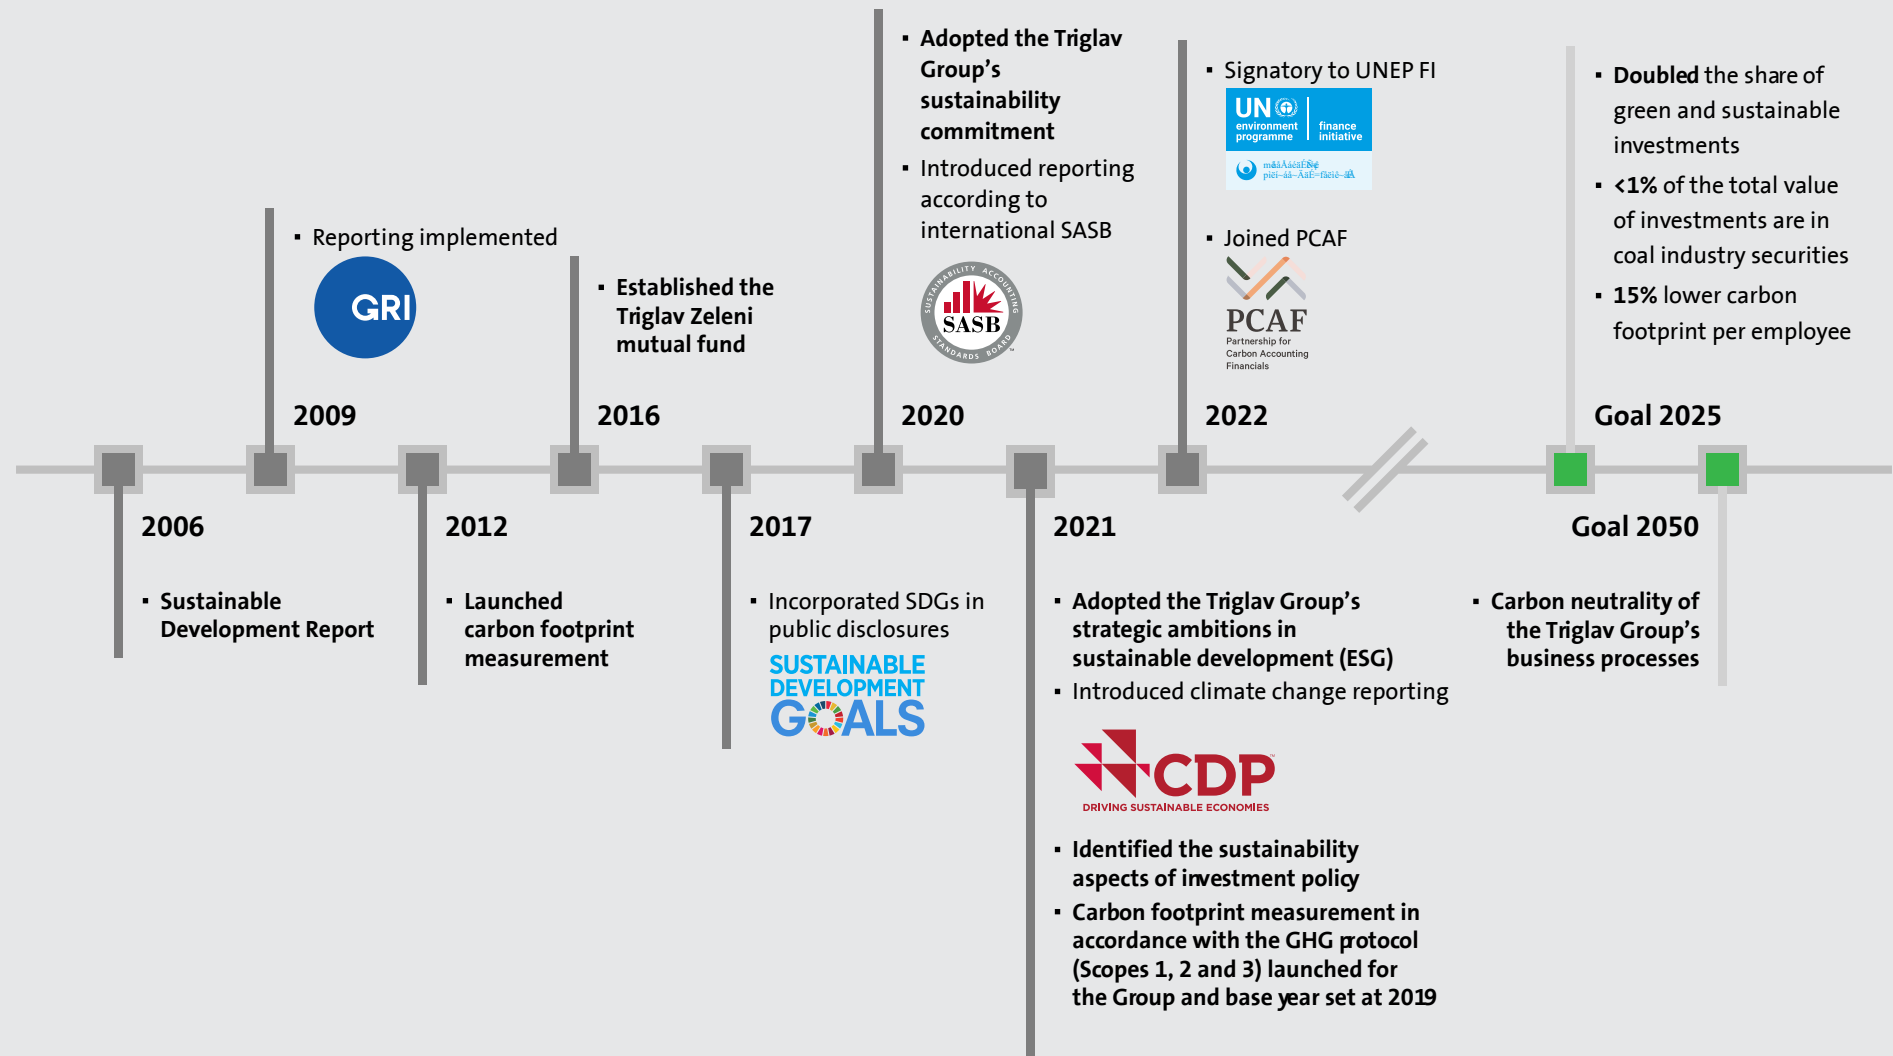 2006
▪ Sustainable
Development Report
2009
▪ Reporting implemented
GRI
2012
▪ Launched
carbon footprint
measurement
2016
▪ Established the
Triglav Zeleni
mutual fund
2017
▪ Incorporated SDGs in
public disclosures
SUSTAINABLE
DEVELOPMENT
GOALS
2020
▪ Adopted the Triglav
Group’s
sustainability
commitment
▪ Introduced reporting
according to
international SASB
SUSTAINABILITY ACCOUNTING
SASB
STANDARDS BOARD
™
2021
▪ Adopted the Triglav Group’s
strategic ambitions in
sustainable development (ESG)
▪ Introduced climate change reporting
CDP
DRIVING SUSTAINABLE ECONOMIES
▪ Identified the sustainability
aspects of investment policy
▪ Carbon footprint measurement in
accordance with the GHG protocol
(Scopes 1, 2 and 3) launched for
the Group and base year set at 2019
2022
▪ Signatory to UNEP FI
UN
environment
programme
finance
initiative
▪ Joined PCAF
PCAF
Partnership for
Carbon Accounting
Financials
Goal 2025
▪ Doubled the share of
green and sustainable
investments
▪ <1% of the total value
of investments are in
coal industry securities
▪ 15% lower carbon
footprint per employee
Goal 2050
▪ Carbon neutrality of
the Triglav Group’s
business processes